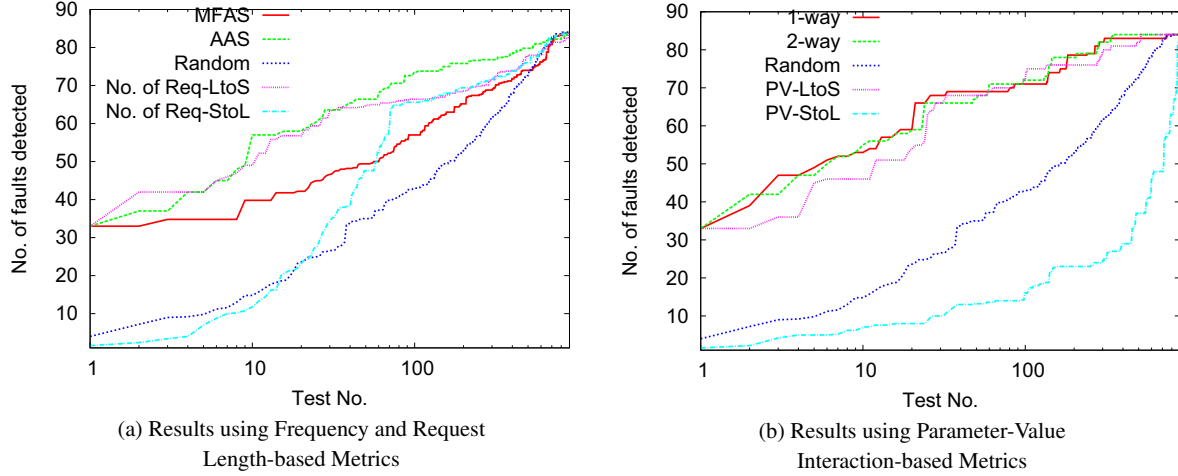 90
80
70
60
50
40
30
20
10
No. of faults detected
MFAS
AAS
Random
No. of Req-LtoS
No. of Req-StoL
1
10
100
Test No.
(a) Results using Frequency and Request
Length-based Metrics
90
80
70
60
50
40
30
20
10
No. of faults detected
1-way
2-way
Random
PV-LtoS
PV-StoL
1
10
100
Test No.
(b) Results using Parameter-Value
Interaction-based Metrics